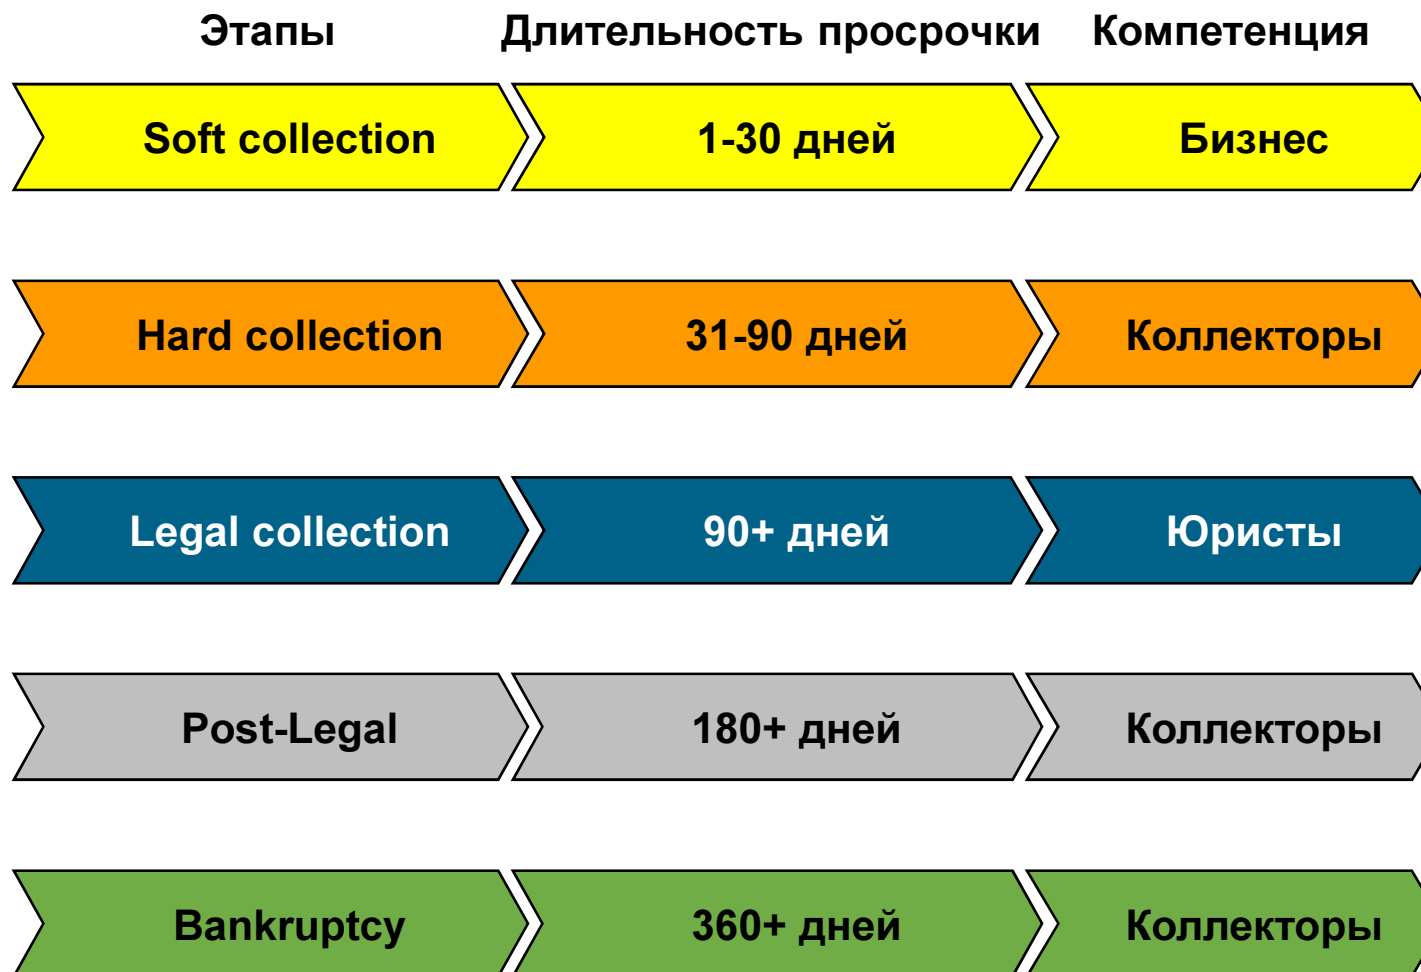 Этапы Длительность просрочки Компетенция
Soft collection 1-30 дней Бизнес
Hard collection 31-90 дней Коллекторы
Legal collection 90+ дней Юристы
Post-Legal 180+ дней Коллекторы
Bankruptcy 360+ дней Коллекторы